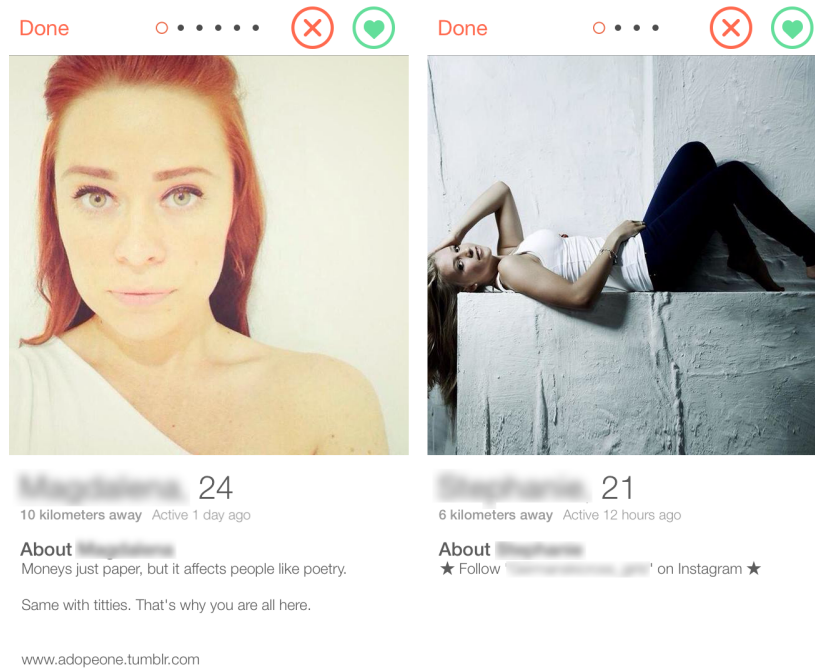 Done
24
10 kilometers away Active 1 day ago
About
Moneys just paper, but it affects people like poetry.
Same with titties. That's why you are all here.
www.adopeone.tumblr.com
Done
21
6 kilometers away Active 12 hours ago
About
★ Follow ' ' on Instagram ★